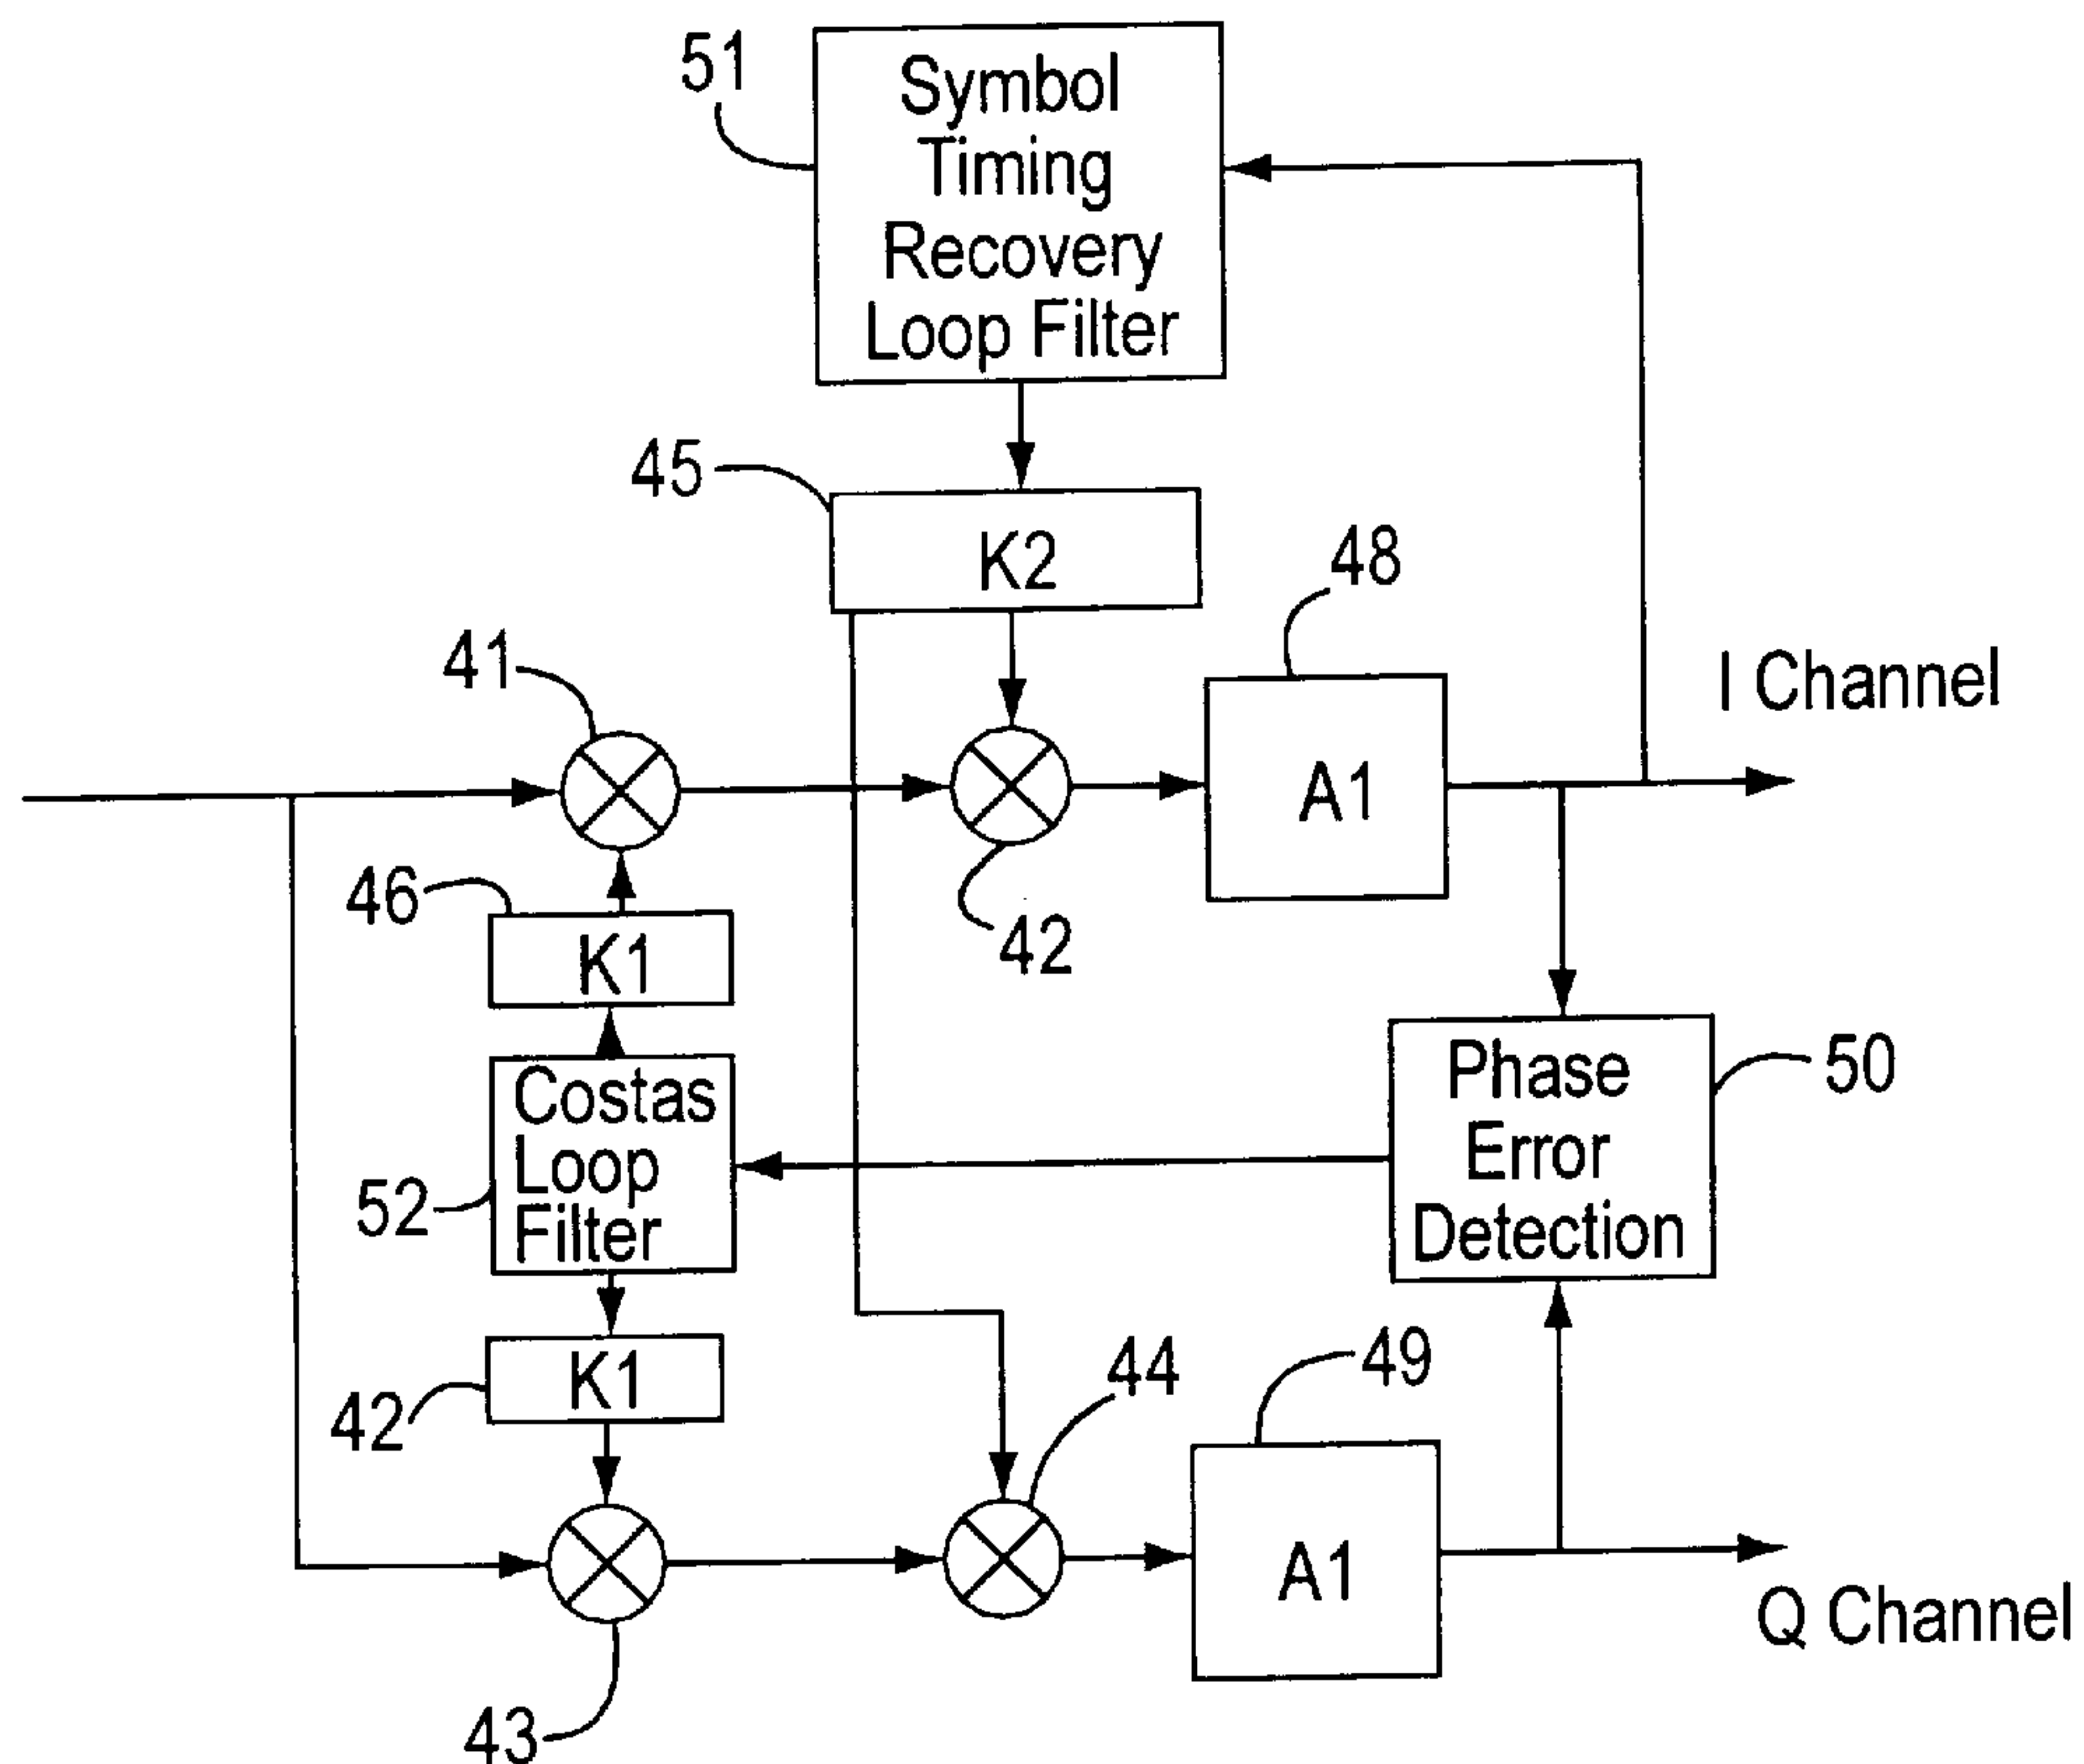 51
Symbol
Timing
Recovery
Loop Filter
45
K2
48
41
I Channel
A1
46
42
K1
Phase
Error
Detection
50
Costas
Loop
Filter
52
K1
42
44
49
A1
Q Channel
43